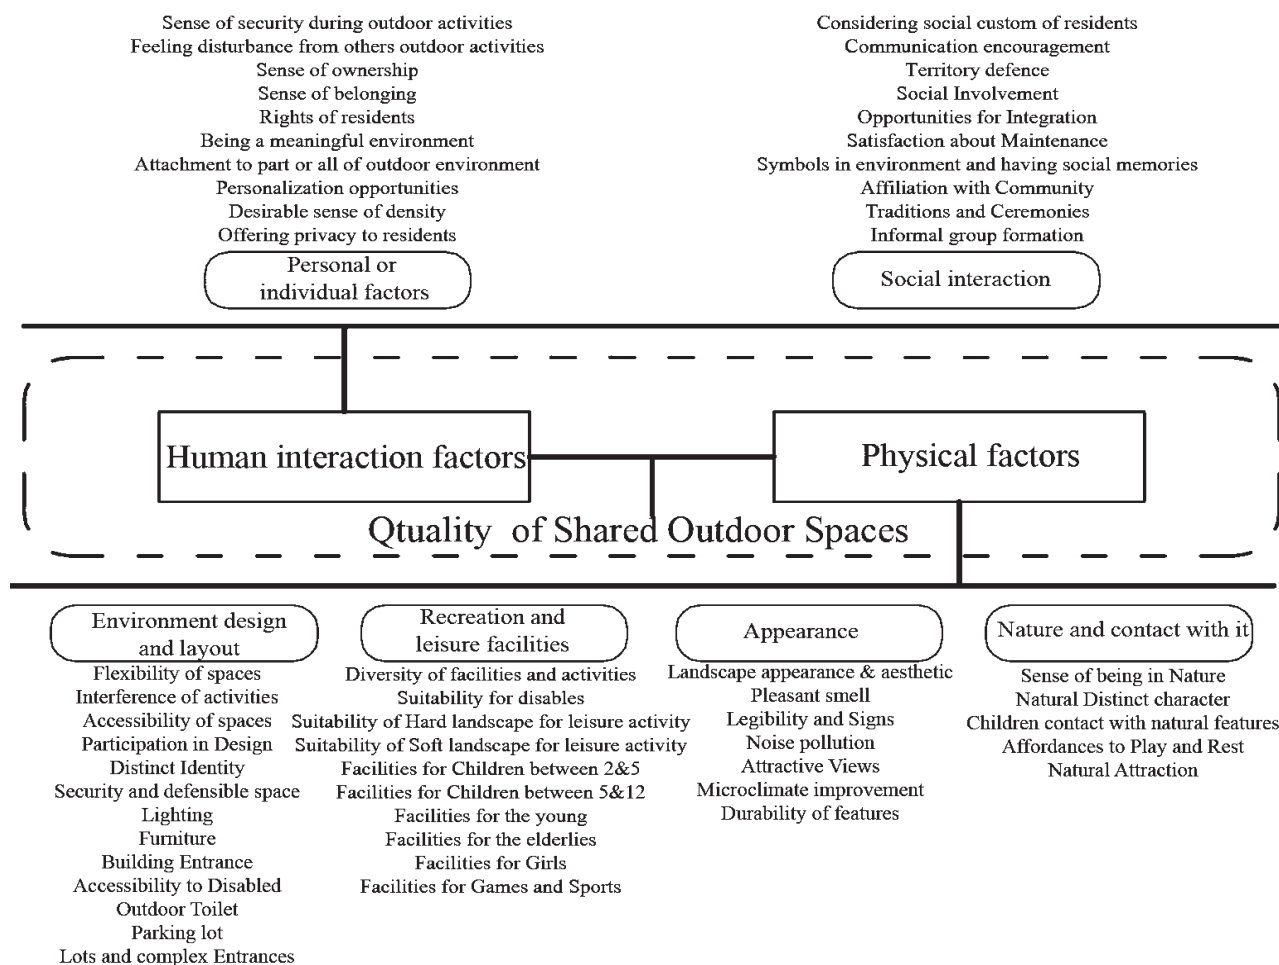 Sense of security during outdoor activities
Feeling disturbance from others outdoor activities
Sense of ownership
Sense of belonging
Rights of residents
Being a meaningful environment
Attachment to part or all of outdoor environment
Personalization opportunities
Desirable sense of density
Offering privacy to residents
Personal or
individual factors
Considering social custom of residents
Communication encouragement
Territory defence
Social Involvement
Opportunities for Integration
Satisfaction about Maintenance
Symbols in environment and having social memories
Affiliation with Community
Traditions and Ceremonies
Informal group formation
Social interaction
Human interaction factors
Physical factors
Qtuality of Shared Outdoor Spaces
Environment design
and layout
Flexibility of spaces
Interference of activities
Accessibility of spaces
Participation in Design
Distinct Identity
Security and defensible space
Lighting
Furniture
Building Entrance
Accessibility to Disabled
Outdoor Toilet
Parking lot
Lots and complex Entrances
Recreation and
leisure facilities
Diversity of facilities and activities
Suitability for disables
Suitability of Hard landscape for leisure activity
Suitability of Soft landscape for leisure activity
Facilities for Children between 2&5
Facilities for Children between 5&12
Facilities for the young
Facilities for the elderlies
Facilities for Girls
Facilities for Games and Sports
Appearance
Landscape appearance & aesthetic
Pleasant smell
Legibility and Signs
Noise pollution
Attractive Views
Microclimate improvement
Durability of features
Nature and contact with it
Sense of being in Nature
Natural Distinct character
Children contact with natural features
Affordances to Play and Rest
Natural Attraction